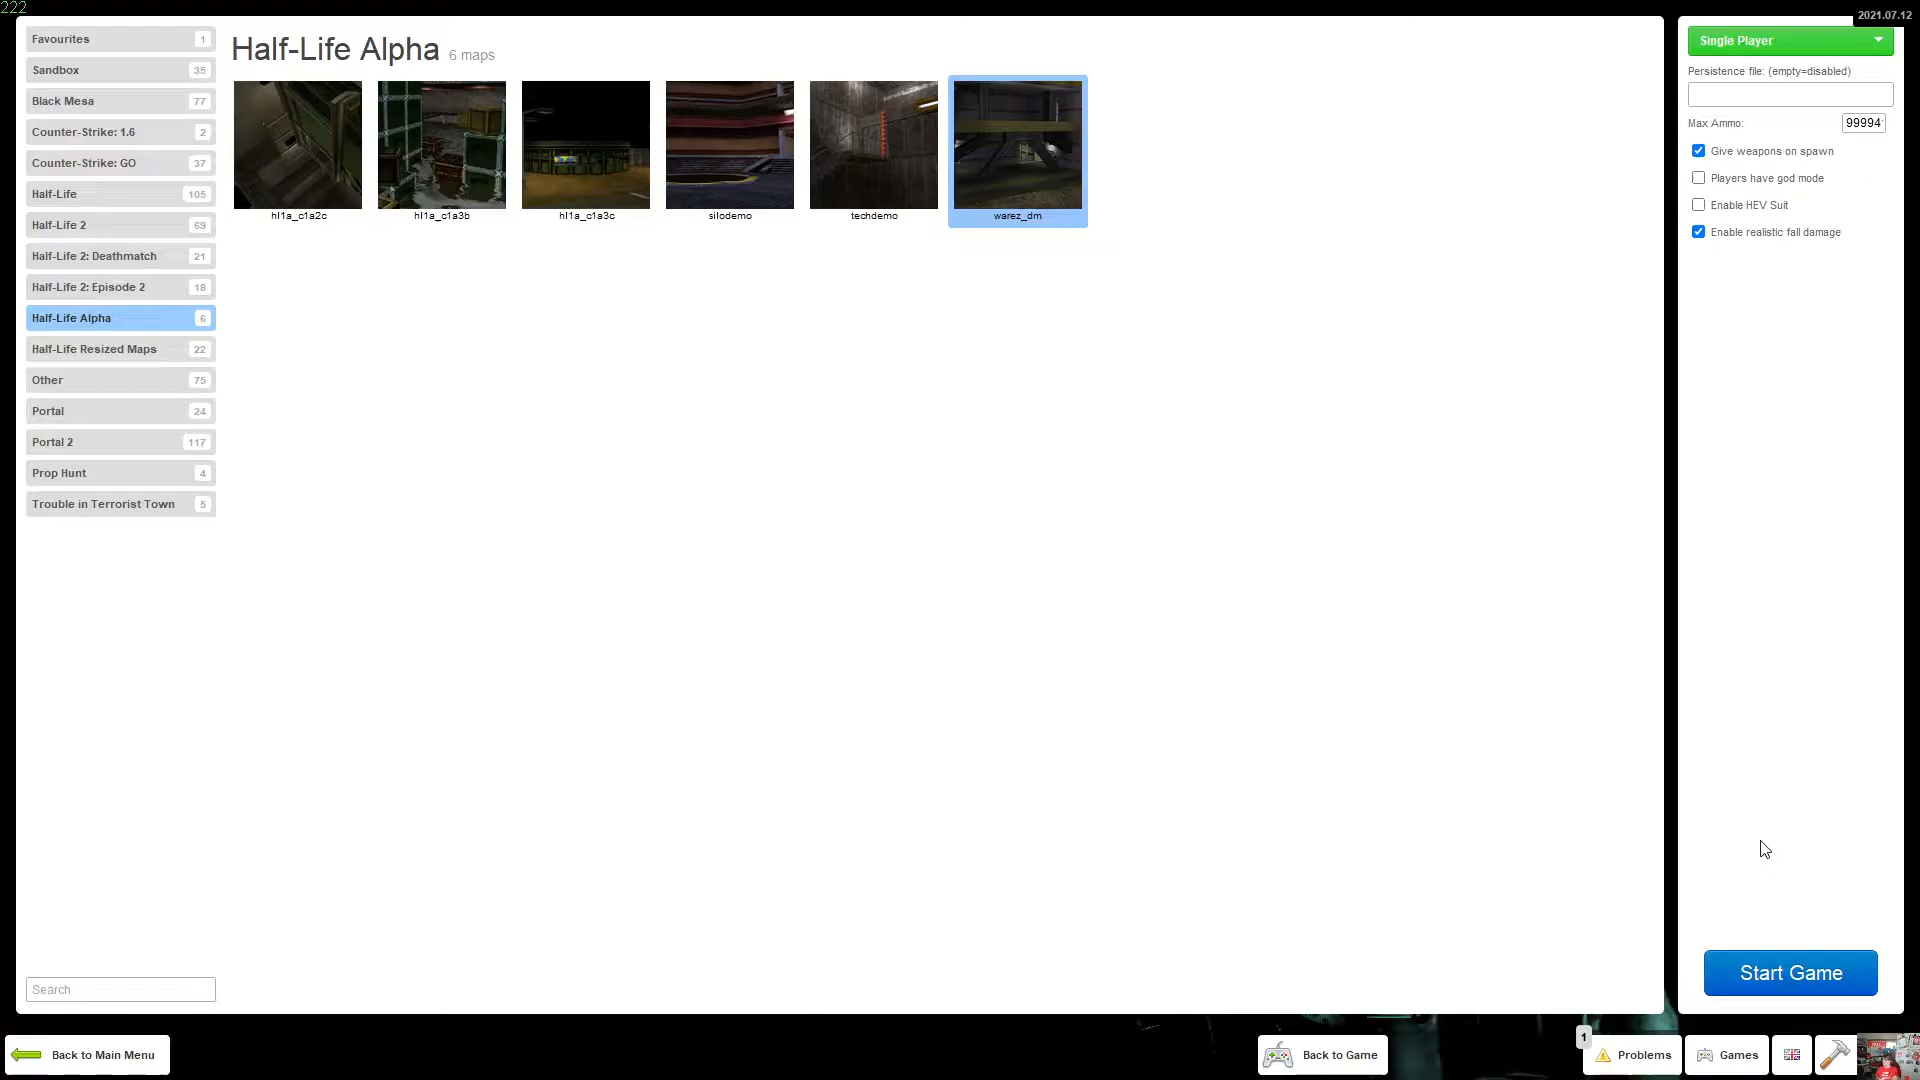 222
2021.07.12
Favourites 1
Sandbox 35
Black Mesa 77
Counter-Strike: 1.6 2
Counter-Strike: GO 37
Half-Life 105
Half-Life 2 69
Half-Life 2: Deathmatch 21
Half-Life 2: Episode 2 18
Half-Life Alpha 6
Half-Life Resized Maps 22
Other 75
Portal 24
Portal 2 117
Prop Hunt 4
Trouble in Terrorist Town 5
Search
Half-Life Alpha 6 maps
hl1a_c1a2c hl1a_c1a3b hl1a_c1a3c silodemo techdemo warez_dm
Single Player
Persistence file: (empty=disabled)
Max Ammo: 99994
Give weapons on spawn
Players have god mode
Enable HEV Suit
Enable realistic fall damage
Start Game
Back to Main Menu
Back to Game
1
Problems
Games